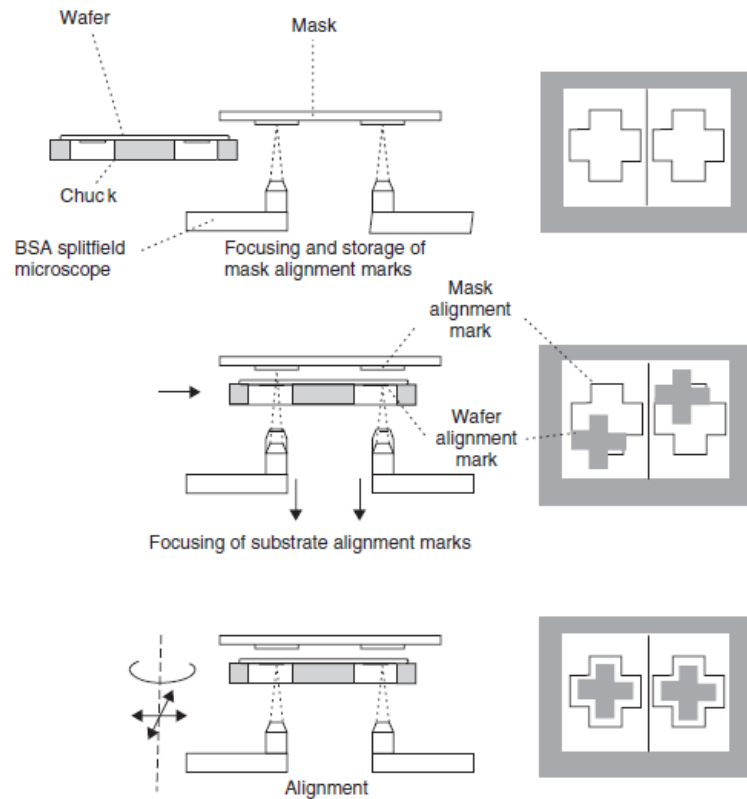 Wafer
Mask
Chuck
BSA splitfield
microscope
Focusing and storage of
mask alignment marks
Mask
alignment
mark
Wafer
alignment
mark
Focusing of substrate alignment marks
Alignment